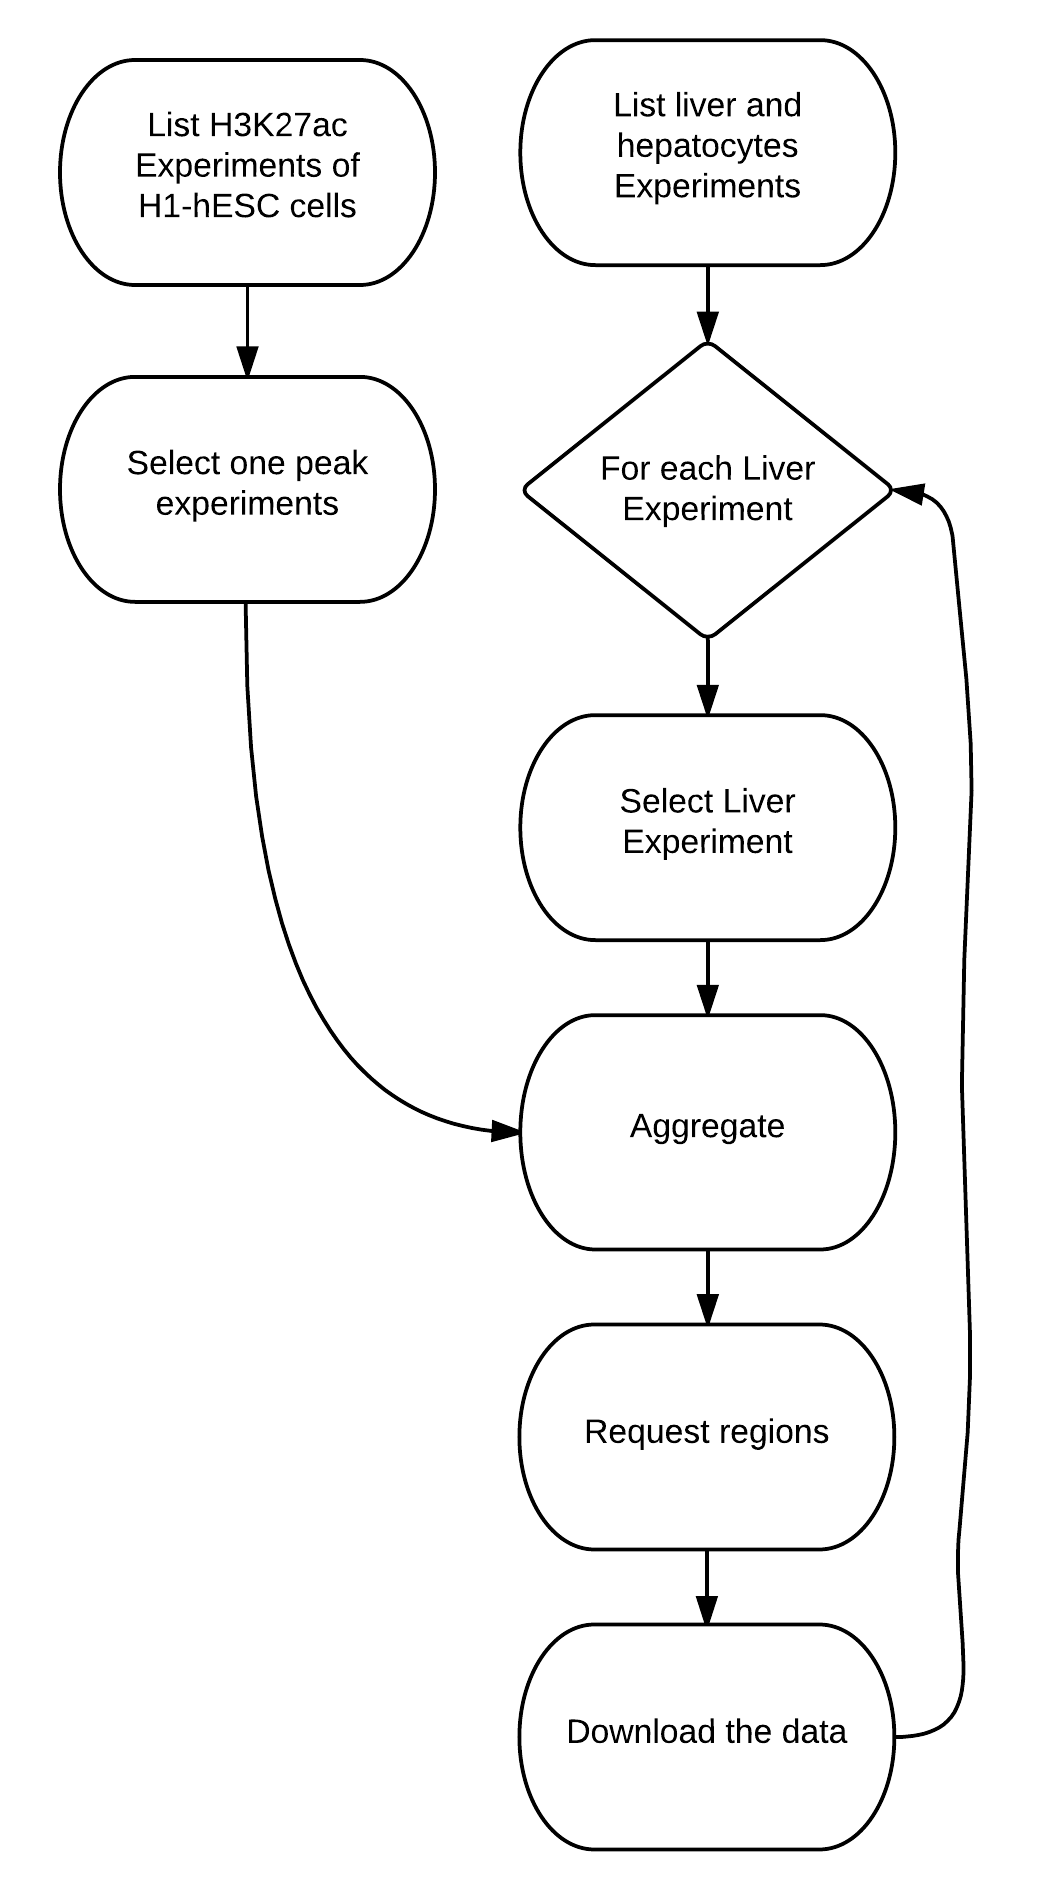 List H3K27ac
Experiments of
H1-hESC cells
List liver and
hepatocytes
Experiments
Select one peak
experiments
For each Liver
Experiment
Select Liver
Experiment
Aggregate
Request regions
Download the data